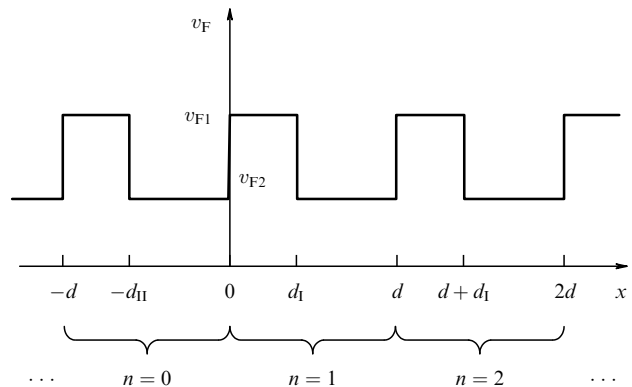 v_F
v_F1
v_F2
−d −d_II 0 d_I d d + d_I 2d x
· · · n = 0 n = 1 n = 2 · · ·